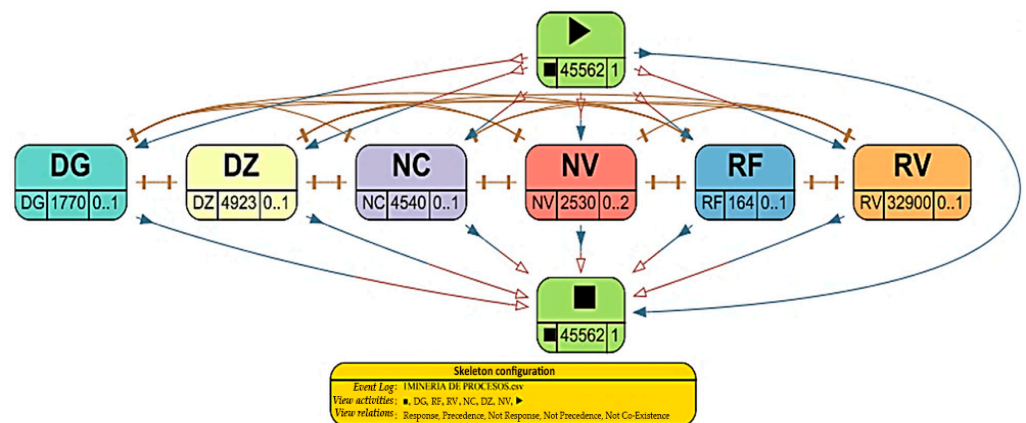 ■ 45562 1
DG DZ NC NV RF RV
DG 1770 0..1 DZ 4923 0..1 NC 4540 0..1 NV 2530 0..2 RF 164 0..1 RV 32900 0..1
■ 45562 1
Skeleton configuration
Event Log: IMINERIA DE PROCESOS.csv
View activities: ■, DG, RF, RV, NC, DZ, NV, ▶
View relations: Response, Precedence, Not Response, Not Precedence, Not Co-Existence